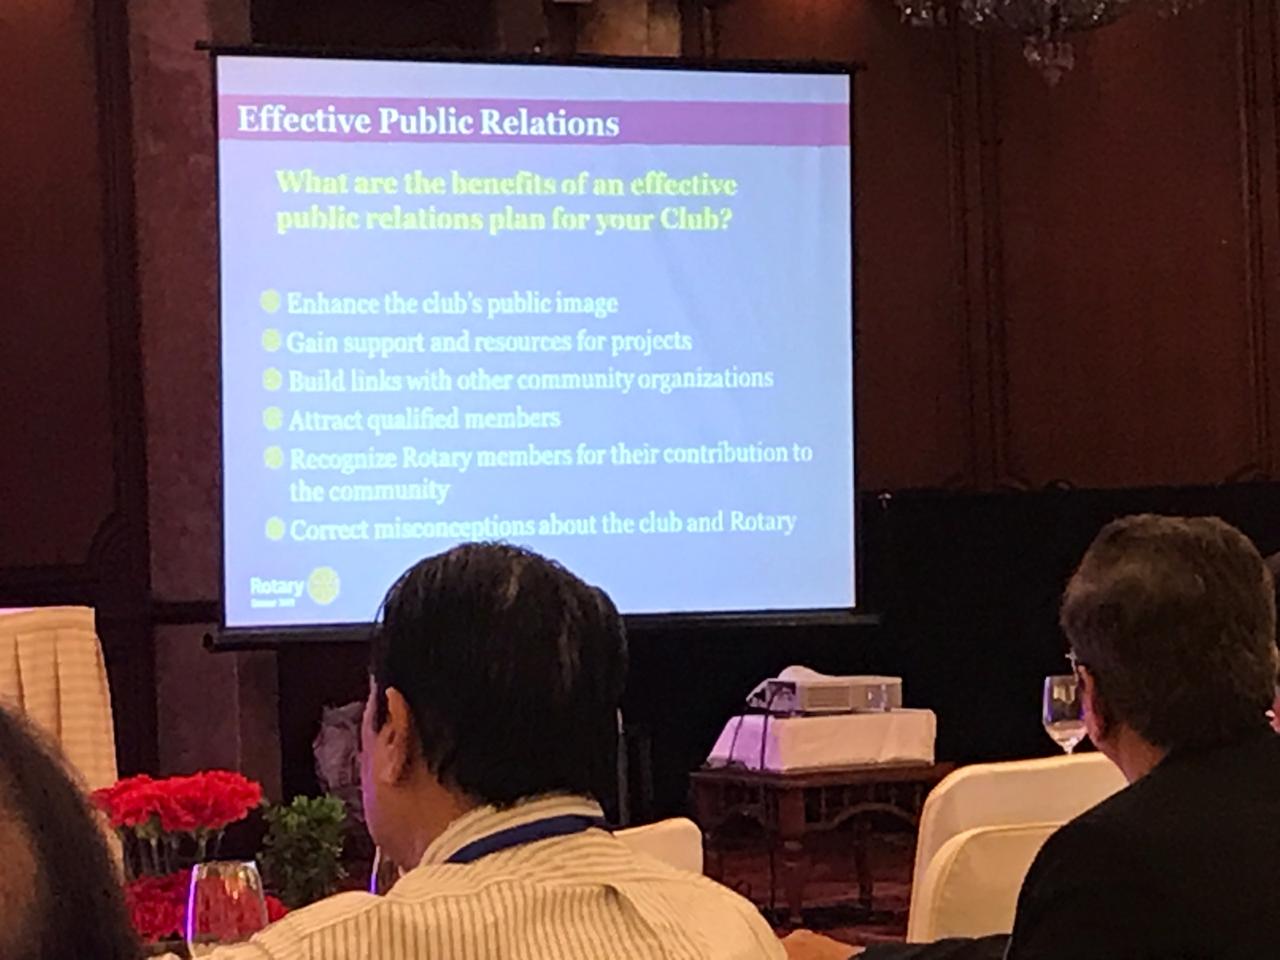 Effective Public Relations
What are the benefits of an effective
public relations plan for your Club?
Enhance the club's public image
Gain support and resources for projects
Build links with other community organizations
Attract qualified members
Recognize Rotary members for their contribution to
the community
Correct misconceptions about the club and Rotary
Rotary